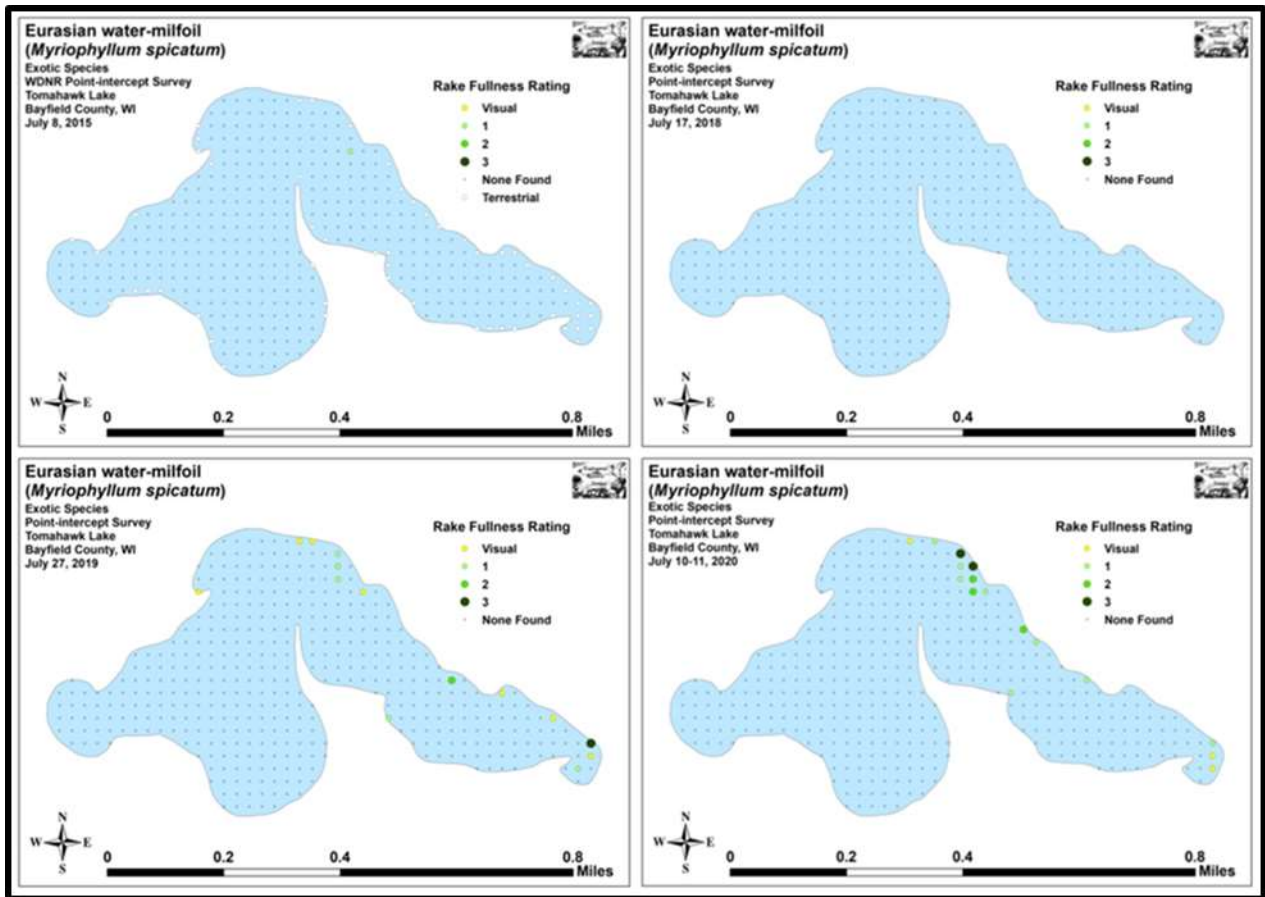 Eurasian water-milfoil
(Myriophyllum spicatum)
Exotic Species
WDNR Point-intercept Survey
Tomahawk Lake
Bayfield County, WI
July 8, 2015
Rake Fullness Rating
Visual
1
2
3
None Found
Terrestrial
N
W E
S
0 0.2 0.4 0.8
Miles
Eurasian water-milfoil
(Myriophyllum spicatum)
Exotic Species
Point-intercept Survey
Tomahawk Lake
Bayfield County, WI
July 17, 2018
Rake Fullness Rating
Visual
1
2
3
None Found
N
W E
S
0 0.2 0.4 0.8
Miles
Eurasian water-milfoil
(Myriophyllum spicatum)
Exotic Species
Point-intercept Survey
Tomahawk Lake
Bayfield County, WI
July 27, 2019
Rake Fullness Rating
Visual
1
2
3
None Found
N
W E
S
0 0.2 0.4 0.8
Miles
Eurasian water-milfoil
(Myriophyllum spicatum)
Exotic Species
Point-intercept Survey
Tomahawk Lake
Bayfield County, WI
July 10-11, 2020
Rake Fullness Rating
Visual
1
2
3
None Found
N
W E
S
0 0.2 0.4 0.8
Miles